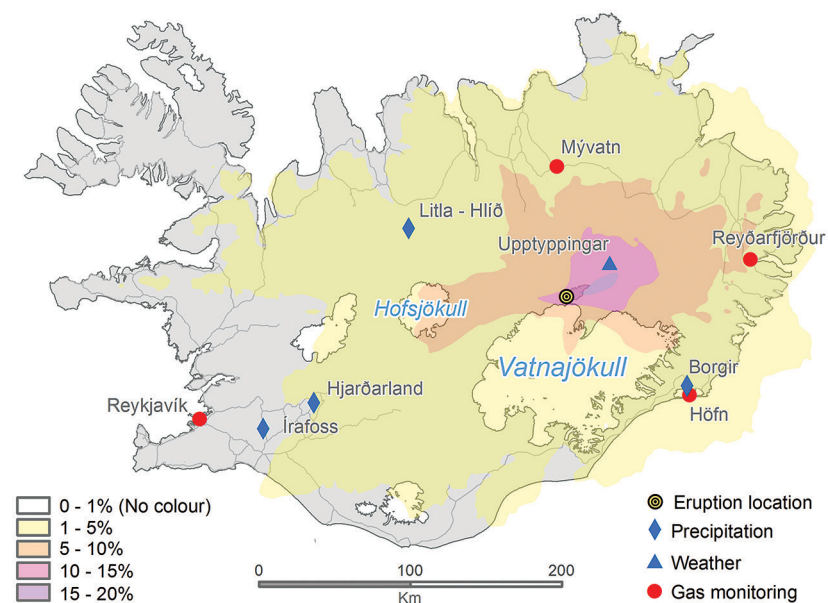 Mývatn
Litla - Hlíð
Upptyppingar
Reyðarfjörður
Hofsjökull
Vatnajökull
Borgir
Hjarðarland
Reykjavík
Írafoss
Höfn
0 - 1% (No colour)
1 - 5%
5 - 10%
10 - 15%
15 - 20%
0 100 200
Km
Eruption location
Precipitation
Weather
Gas monitoring